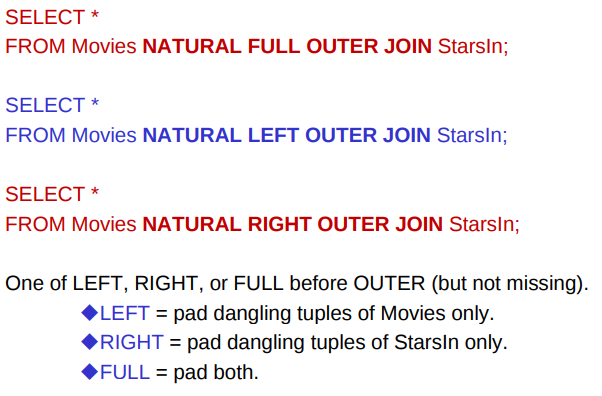 SELECT *
FROM Movies NATURAL FULL OUTER JOIN StarsIn;
SELECT *
FROM Movies NATURAL LEFT OUTER JOIN StarsIn;
SELECT *
FROM Movies NATURAL RIGHT OUTER JOIN StarsIn;
One of LEFT, RIGHT, or FULL before OUTER (but not missing).
◆LEFT = pad dangling tuples of Movies only.
◆RIGHT = pad dangling tuples of StarsIn only.
◆FULL = pad both.